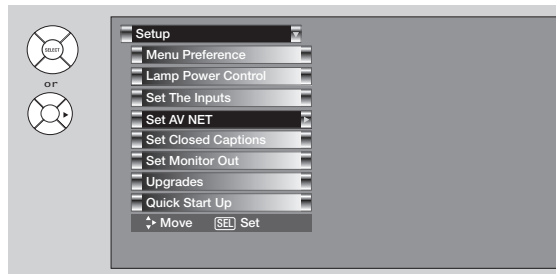 SELECT
or
Setup
Menu Preference
Lamp Power Control
Set The Inputs
Set AV NET
Set Closed Captions
Set Monitor Out
Upgrades
Quick Start Up
Move SEL Set